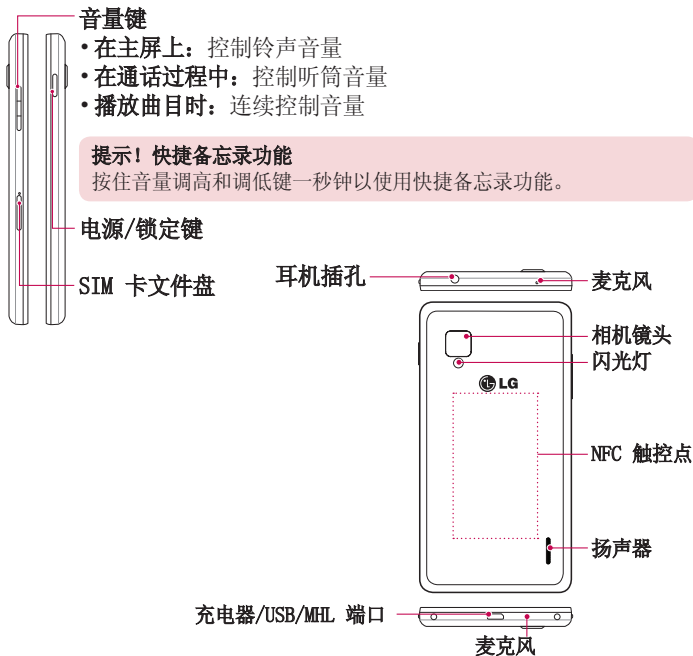 音量键
•在主屏上：控制铃声音量
•在通话过程中：控制听筒音量
•播放曲目时：连续控制音量
提示！快捷备忘录功能
按住音量调高和调低键一秒钟以使用快捷备忘录功能。
电源/锁定键
SIM 卡文件盘
耳机插孔
麦克风
相机镜头
闪光灯
LG
NFC 触控点
扬声器
充电器/USB/MHL 端口
麦克风